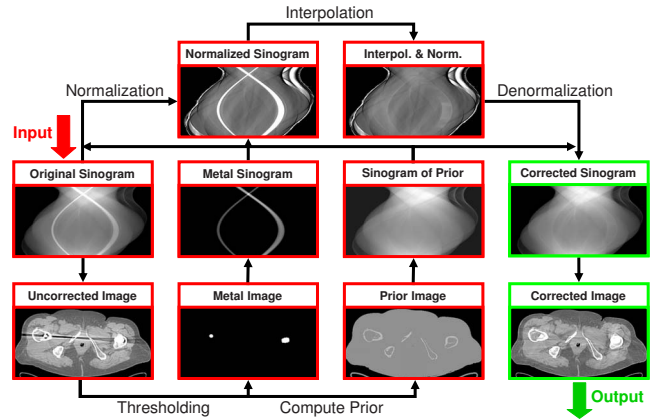 Interpolation
Normalized Sinogram
Interpol. & Norm.
Normalization
Denormalization
Input
Original Sinogram
Metal Sinogram
Sinogram of Prior
Corrected Sinogram
Uncorrected Image
Metal Image
Prior Image
Corrected Image
Thresholding
Compute Prior
Output